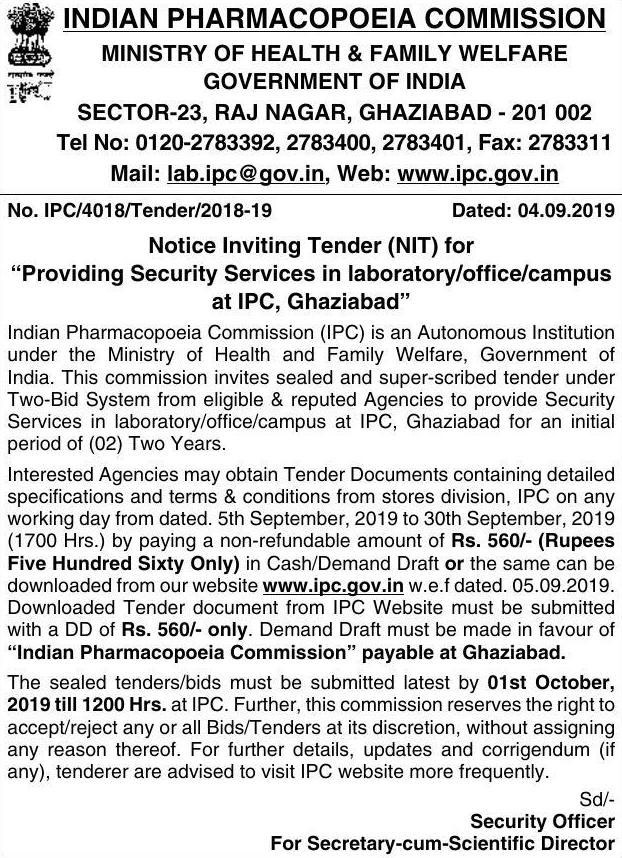 INDIAN PHARMACOPOEIA COMMISSION
MINISTRY OF HEALTH & FAMILY WELFARE
GOVERNMENT OF INDIA
SECTOR-23, RAJ NAGAR, GHAZIABAD - 201 002
Tel No: 0120-2783392, 2783400, 2783401, Fax: 2783311
Mail: lab.ipc@gov.in, Web: www.ipc.gov.in
No. IPC/4018/Tender/2018-19 Dated: 04.09.2019
Notice Inviting Tender (NIT) for
“Providing Security Services in laboratory/office/campus
at IPC, Ghaziabad”
Indian Pharmacopoeia Commission (IPC) is an Autonomous Institution
under the Ministry of Health and Family Welfare, Government of
India. This commission invites sealed and super-scribed tender under
Two-Bid System from eligible & reputed Agencies to provide Security
Services in laboratory/office/campus at IPC, Ghaziabad for an initial
period of (02) Two Years.
Interested Agencies may obtain Tender Documents containing detailed
specifications and terms & conditions from stores division, IPC on any
working day from dated. 5th September, 2019 to 30th September, 2019
(1700 Hrs.) by paying a non-refundable amount of Rs. 560/- (Rupees
Five Hundred Sixty Only) in Cash/Demand Draft or the same can be
downloaded from our website www.ipc.gov.in w.e.f dated. 05.09.2019.
Downloaded Tender document from IPC Website must be submitted
with a DD of Rs. 560/- only. Demand Draft must be made in favour of
“Indian Pharmacopoeia Commission” payable at Ghaziabad.
The sealed tenders/bids must be submitted latest by 01st October,
2019 till 1200 Hrs. at IPC. Further, this commission reserves the right to
accept/reject any or all Bids/Tenders at its discretion, without assigning
any reason thereof. For further details, updates and corrigendum (if
any), tenderer are advised to visit IPC website more frequently.
Sd/-
Security Officer
For Secretary-cum-Scientific Director